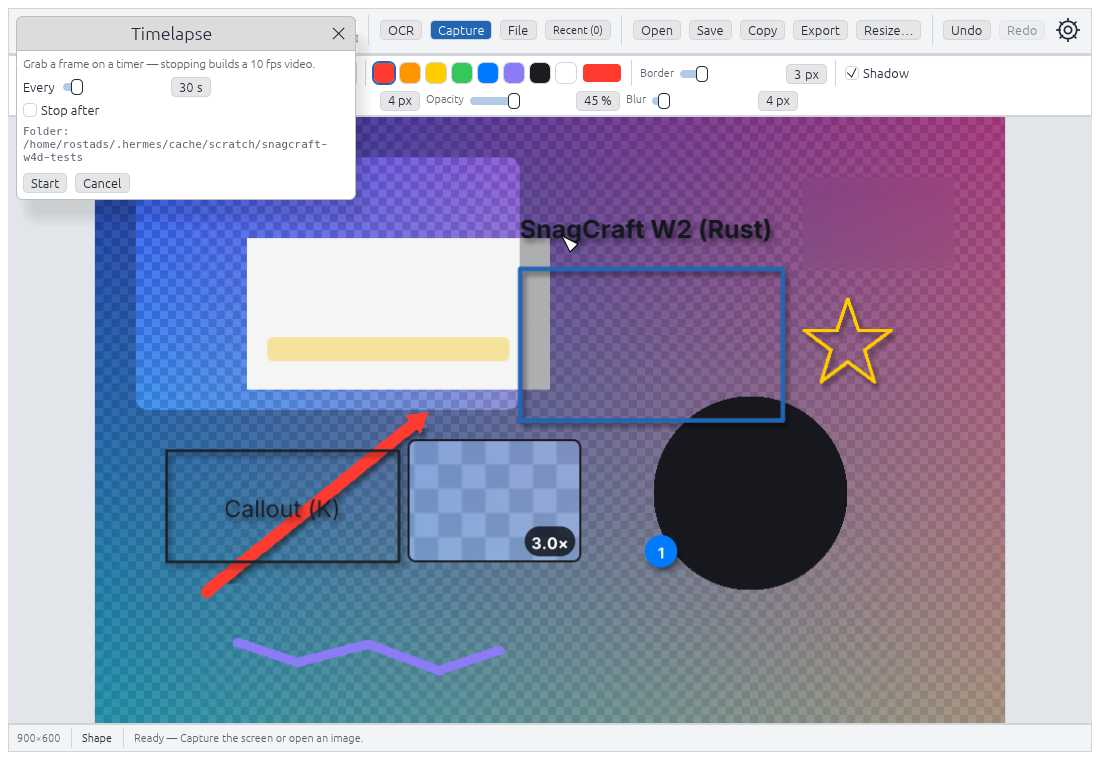 Timelapse
OCR Capture File Recent (0) Open Save Copy Export Resize… Undo Redo
Grab a frame on a timer — stopping builds a 10 fps video.
Every 30 s
Stop after
Folder:
/home/rostads/.hermes/cache/scratch/snagcraft-
w4d-tests
Start Cancel
Border 3 px Shadow
4 px Opacity 45 % Blur 4 px
SnagCraft W2 (Rust)
Callout (K)
3.0×
1
900×600 Shape Ready — Capture the screen or open an image.